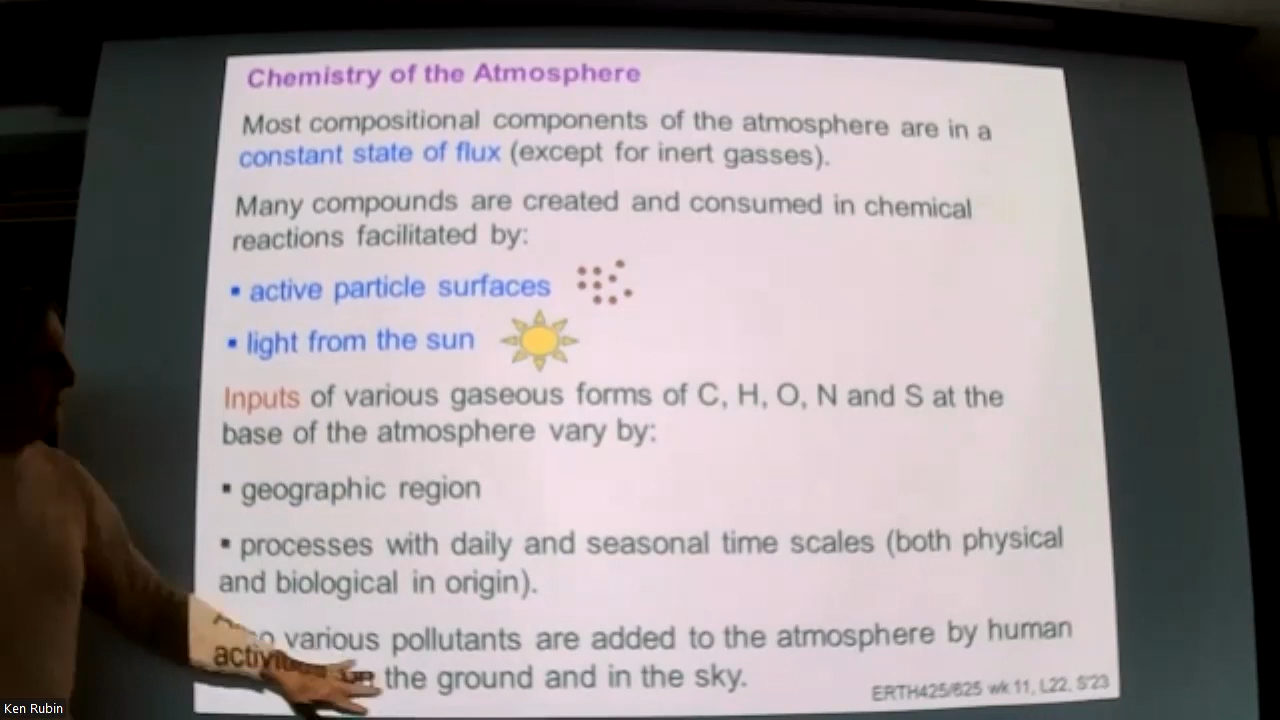 Chemistry of the Atmosphere
Most compositional components of the atmosphere are in a
constant state of flux (except for inert gasses).
Many compounds are created and consumed in chemical
reactions facilitated by:
▪ active particle surfaces
▪ light from the sun
Inputs of various gaseous forms of C, H, O, N and S at the
base of the atmosphere vary by:
▪ geographic region
▪ processes with daily and seasonal time scales (both physical
and biological in origin).
various pollutants are added to the atmosphere by human
the ground and in the sky.
ERTH425/625 wk 11, L22, S'23
Ken Rubin